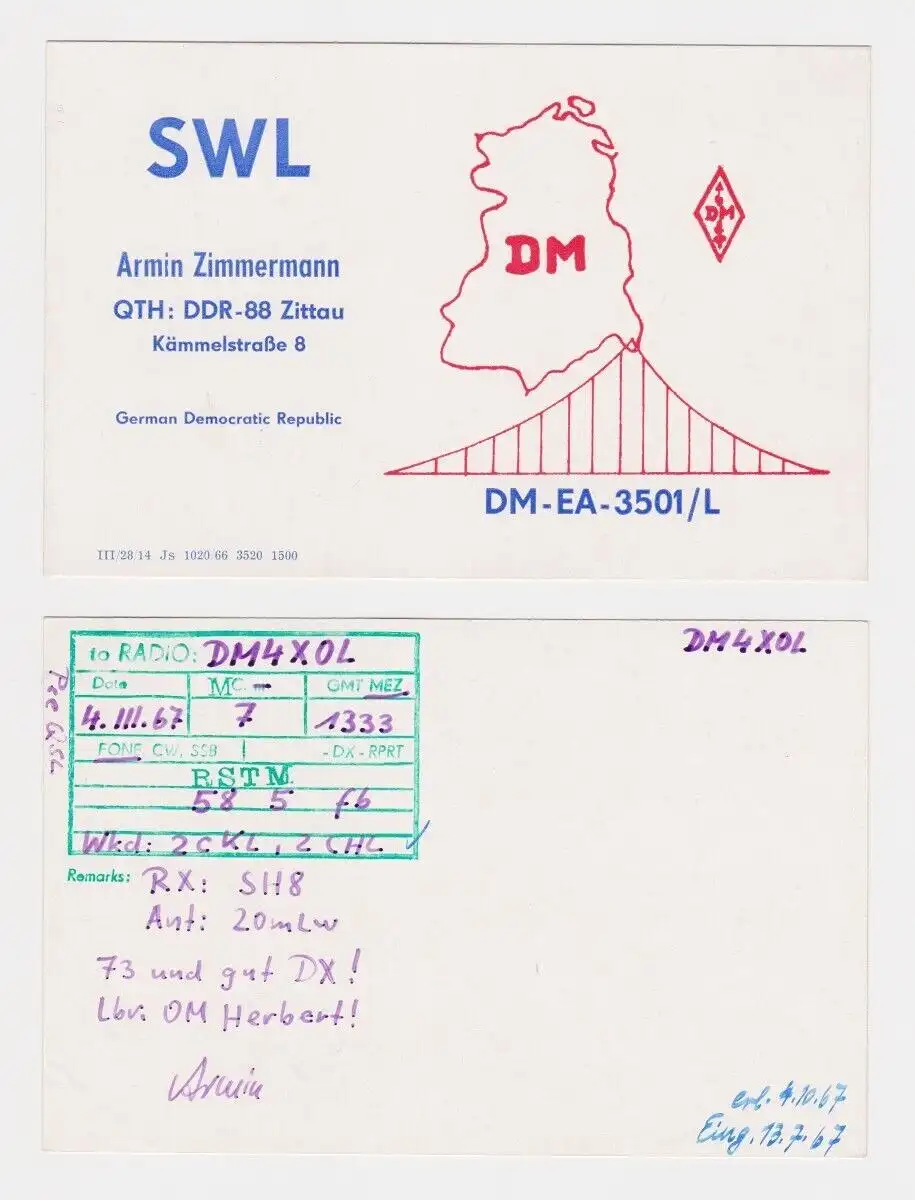 SWL
Armin Zimmermann
QTH: DDR-88 Zittau
Kämmelstraße 8
German Democratic Republic
III/28/14 Js 1020/66 3520 1500
DM
DM
DM-EA-3501/L
to RADiO: DM4XOL
Date MC. GMT MEZ.
4. III. 67 7 1333
FONE CW, SSB -DX-RPRT
RSTM
58 5 fb
Wkd: 2CKL, 2CHL
Pse QSL
Remarks: RX: SH8
Ant: 20mLw
73 und gut DX!
Lbr. OM Herbert!
Armin
DM4XOL
erl. 4.10.67
Eing. 13.7.67